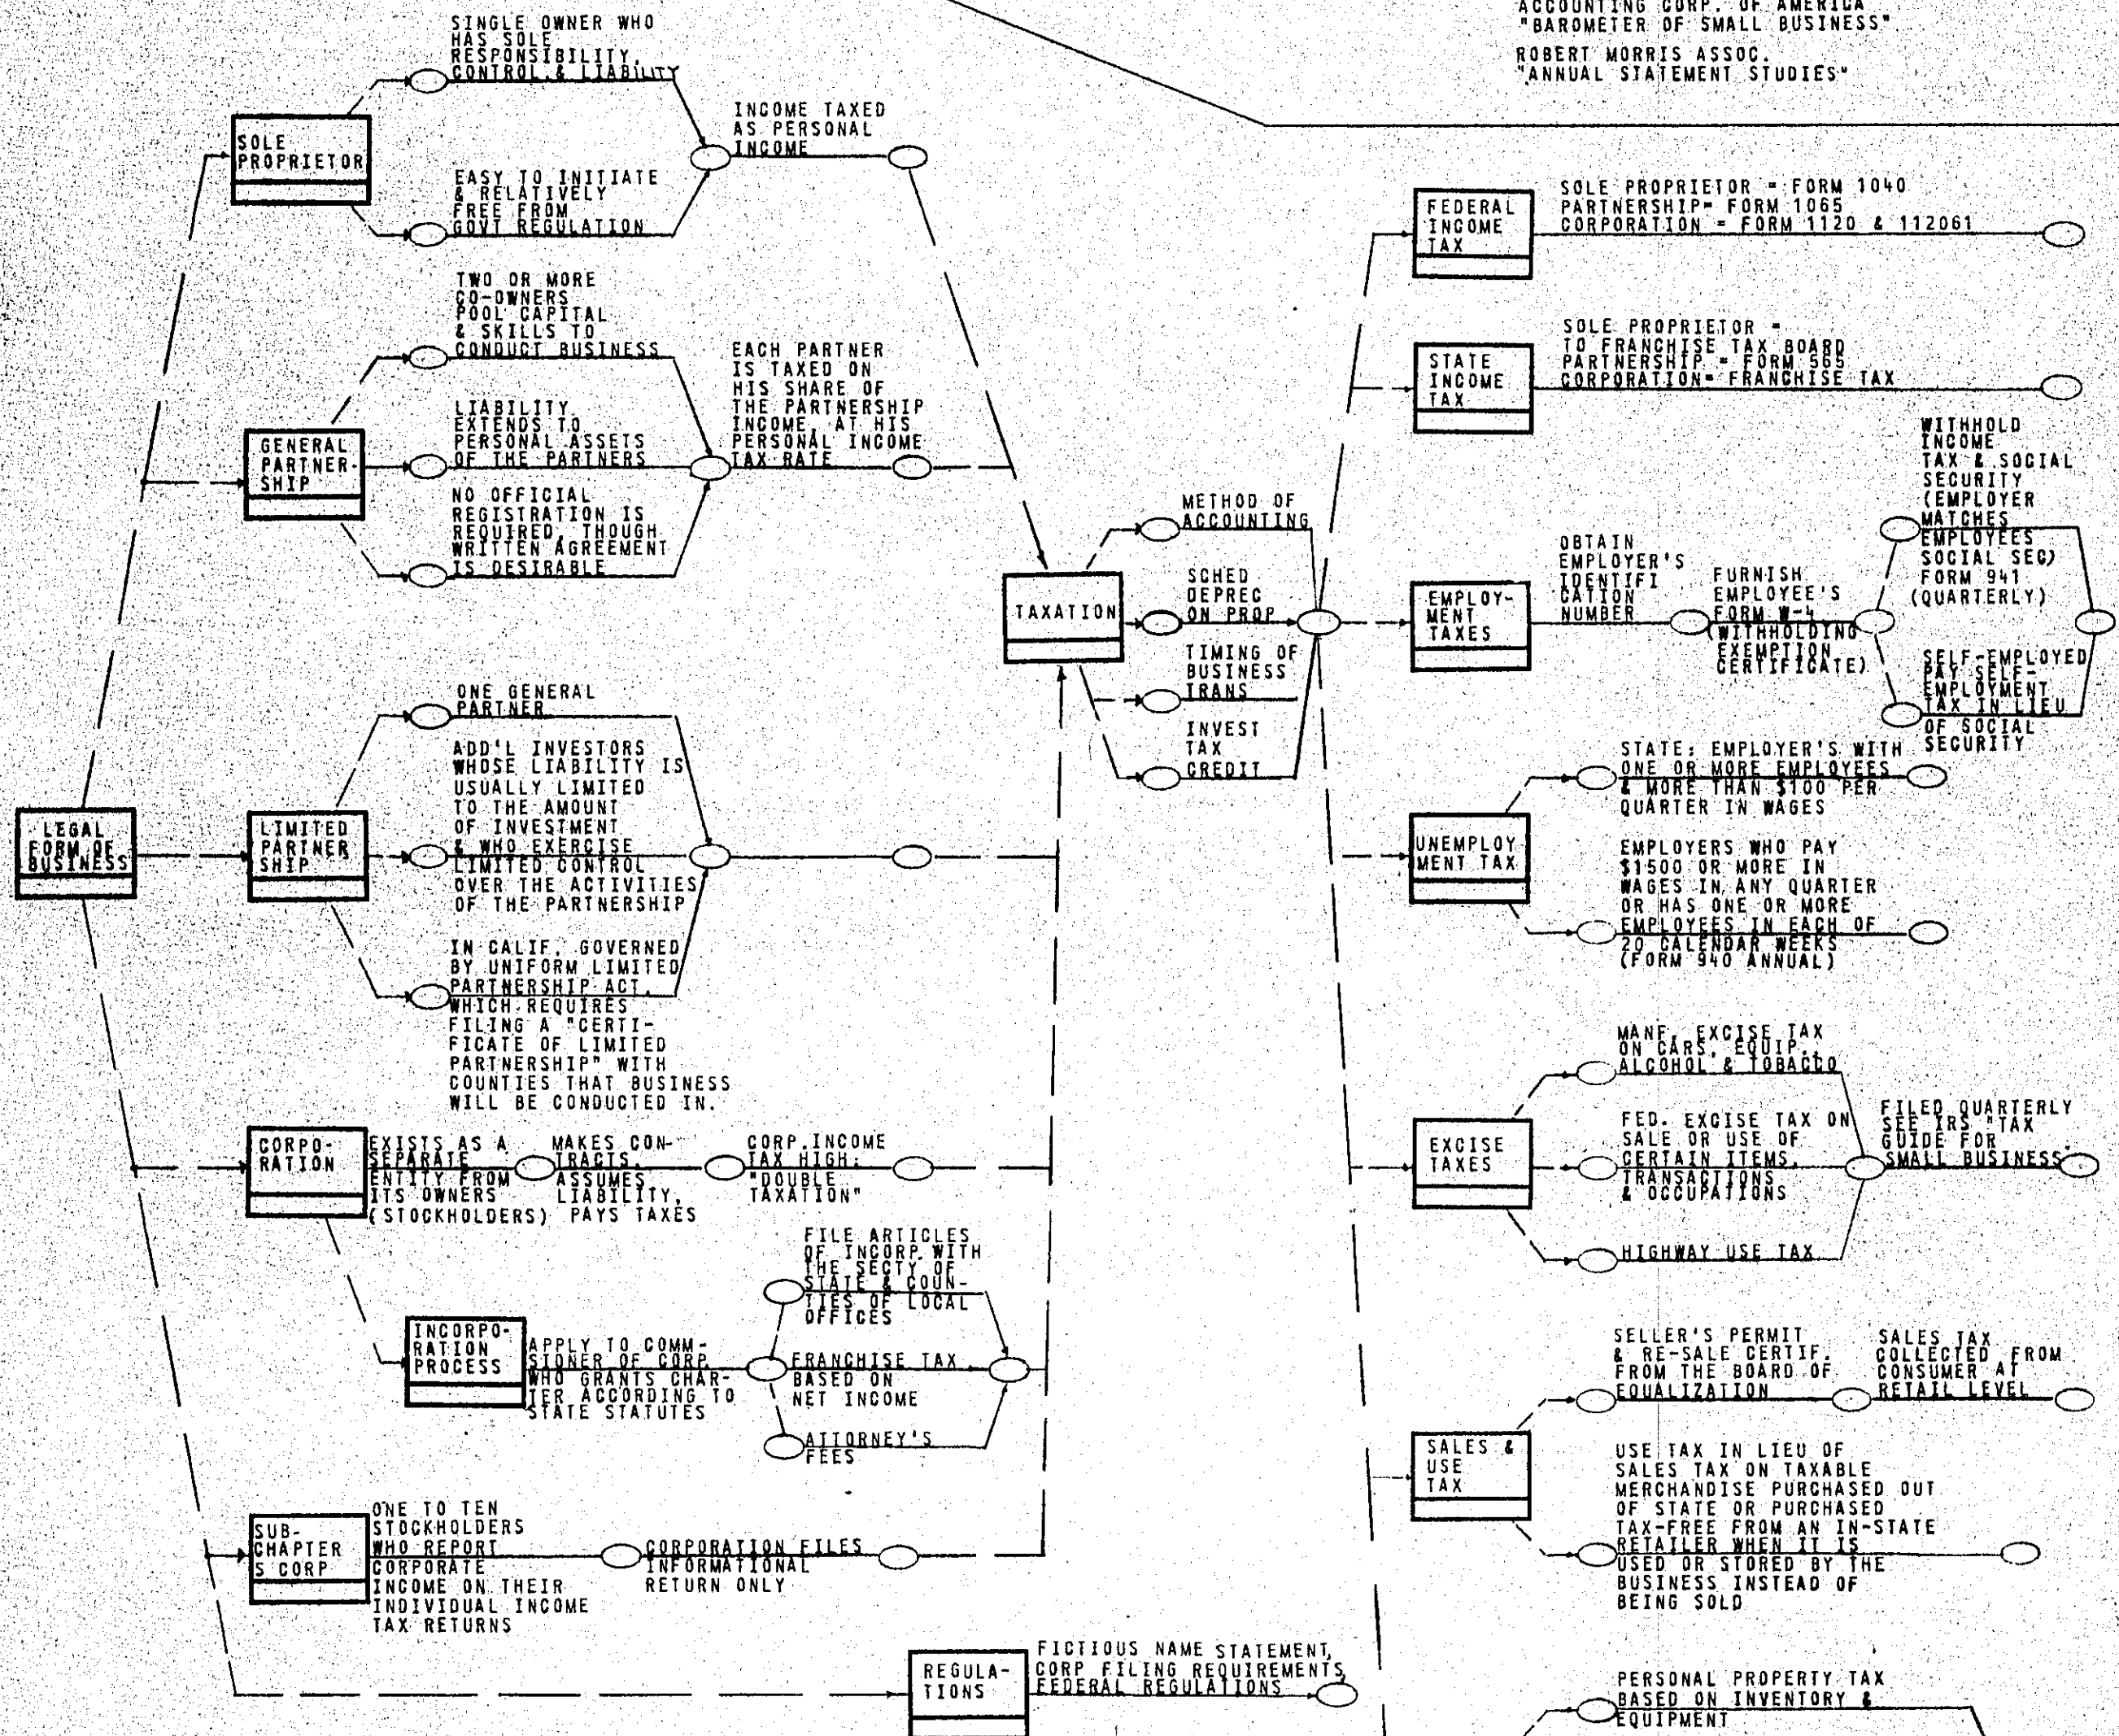 ACCOUNTING CORP. OF AMERICA
"BAROMETER OF SMALL BUSINESS"
ROBERT MORRIS ASSOC.
"ANNUAL STATEMENT STUDIES"
LEGAL
FORM OF
BUSINESS
SOLE
PROPRIETOR
SINGLE OWNER WHO
HAS SOLE
RESPONSIBILITY,
CONTROL & LIABILITY
EASY TO INITIATE
& RELATIVELY
FREE FROM
GOVT REGULATION
INCOME TAXED
AS PERSONAL
INCOME
GENERAL
PARTNER-
SHIP
TWO OR MORE
CO-OWNERS
POOL CAPITAL
& SKILLS TO
CONDUCT BUSINESS
LIABILITY
EXTENDS TO
PERSONAL ASSETS
OF THE PARTNERS
NO OFFICIAL
REGISTRATION IS
REQUIRED, THOUGH
WRITTEN AGREEMENT
IS DESIRABLE
EACH PARTNER
IS TAXED ON
HIS SHARE OF
THE PARTNERSHIP
INCOME, AT HIS
PERSONAL INCOME
TAX RATE
LIMITED
PARTNER
SHIP
ONE GENERAL
PARTNER
ADD'L INVESTORS
WHOSE LIABILITY IS
USUALLY LIMITED
TO THE AMOUNT
OF INVESTMENT
& WHO EXERCISE
LIMITED CONTROL
OVER THE ACTIVITIES
OF THE PARTNERSHIP
IN CALIF, GOVERNED
BY UNIFORM LIMITED
PARTNERSHIP ACT,
WHICH REQUIRES
FILING A "CERTI-
FICATE OF LIMITED
PARTNERSHIP" WITH
COUNTIES THAT BUSINESS
WILL BE CONDUCTED IN.
CORPO-
RATION
EXISTS AS A
SEPARATE
ENTITY FROM
ITS OWNERS
(STOCKHOLDERS)
MAKES CON-
TRACTS,
ASSUMES
LIABILITY,
PAYS TAXES
CORP.INCOME
TAX HIGH:
"DOUBLE
TAXATION"
INCORPO-
RATION
PROCESS
APPLY TO COMM-
SIONER OF CORP.
WHO GRANTS CHAR-
TER ACCORDING TO
STATE STATUTES
FILE ARTICLES
OF INCORP. WITH
THE SECTY OF
STATE & COUN-
TIES OF LOCAL
OFFICES
FRANCHISE TAX
BASED ON
NET INCOME
ATTORNEY'S
FEES
SUB-
CHAPTER
S CORP
ONE TO TEN
STOCKHOLDERS
WHO REPORT
CORPORATE
INCOME ON THEIR
INDIVIDUAL INCOME
TAX RETURNS
CORPORATION FILES
INFORMATIONAL
RETURN ONLY
REGULA-
TIONS
FICTIOUS NAME STATEMENT,
CORP FILING REQUIREMENTS,
FEDERAL REGULATIONS
TAXATION
METHOD OF
ACCOUNTING
SCHED
DEPREC
ON PROP
TIMING OF
BUSINESS
TRANS
INVEST
TAX
CREDIT
FEDERAL
INCOME
TAX
SOLE PROPRIETOR = FORM 1040
PARTNERSHIP= FORM 1065
CORPORATION = FORM 1120 & 112061
STATE
INCOME
TAX
SOLE PROPRIETOR =
TO FRANCHISE TAX BOARD
PARTNERSHIP = FORM 565
CORPORATION= FRANCHISE TAX
EMPLOY-
MENT
TAXES
OBTAIN
EMPLOYER'S
IDENTIFI
CATION
NUMBER
FURNISH
EMPLOYEE'S
FORM W-4
(WITHHOLDING
EXEMPTION
CERTIFICATE)
WITHHOLD
INCOME
TAX & SOCIAL
SECURITY
(EMPLOYER
MATCHES
EMPLOYEES
SOCIAL SEC)
FORM 941
(QUARTERLY)
SELF-EMPLOYED
PAY SELF-
EMPLOYMENT
TAX IN LIEU
OF SOCIAL
SECURITY
UNEMPLOY
MENT TAX
STATE: EMPLOYER'S WITH
ONE OR MORE EMPLOYEES
& MORE THAN $100 PER
QUARTER IN WAGES
EMPLOYERS WHO PAY
$1500 OR MORE IN
WAGES IN ANY QUARTER
OR HAS ONE OR MORE
EMPLOYEES IN EACH OF
20 CALENDAR WEEKS
(FORM 940 ANNUAL)
EXCISE
TAXES
MANF. EXCISE TAX
ON CARS, EQUIP.,
ALCOHOL & TOBACCO
FED. EXCISE TAX ON
SALE OR USE OF
CERTAIN ITEMS,
TRANSACTIONS
& OCCUPATIONS
HIGHWAY USE TAX
FILED QUARTERLY
SEE IRS "TAX
GUIDE FOR
SMALL BUSINESS"
SALES &
USE
TAX
SELLER'S PERMIT
& RE-SALE CERTIF.
FROM THE BOARD OF
EQUALIZATION
SALES TAX
COLLECTED FROM
CONSUMER AT
RETAIL LEVEL
USE TAX IN LIEU OF
SALES TAX ON TAXABLE
MERCHANDISE PURCHASED OUT
OF STATE OR PURCHASED
TAX-FREE FROM AN IN-STATE
RETAILER WHEN IT IS
USED OR STORED BY THE
BUSINESS INSTEAD OF
BEING SOLD
PERSONAL PROPERTY TAX
BASED ON INVENTORY &
EQUIPMENT